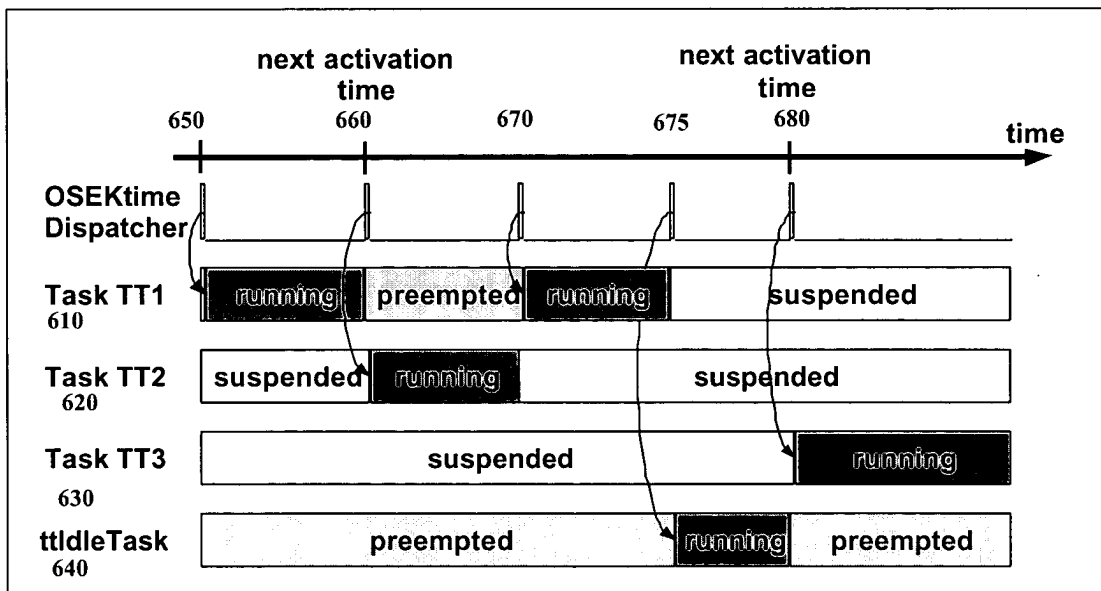 next activation
time
next activation
time
650
660
670
675
680
time
OSEKtime
Dispatcher
Task TT1
610
running
preempted
running
suspended
Task TT2
620
suspended
running
suspended
Task TT3
630
suspended
running
ttIdleTask
640
preempted
running
preempted